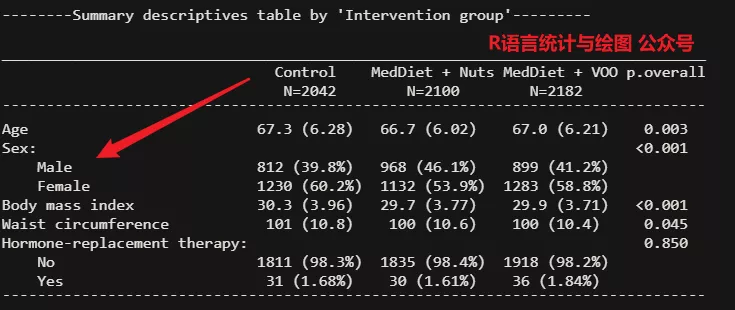 --------Summary descriptives table by 'Intervention group'---------
R语言统计与绘图 公众号
Control MedDiet + Nuts MedDiet + VOO p.overall
N=2042 N=2100 N=2182
Age 67.3 (6.28) 66.7 (6.02) 67.0 (6.21) 0.003
Sex: <0.001
Male 812 (39.8%) 968 (46.1%) 899 (41.2%)
Female 1230 (60.2%) 1132 (53.9%) 1283 (58.8%)
Body mass index 30.3 (3.96) 29.7 (3.77) 29.9 (3.71) <0.001
Waist circumference 101 (10.8) 100 (10.6) 100 (10.4) 0.045
Hormone-replacement therapy: 0.850
No 1811 (98.3%) 1835 (98.4%) 1918 (98.2%)
Yes 31 (1.68%) 30 (1.61%) 36 (1.84%)